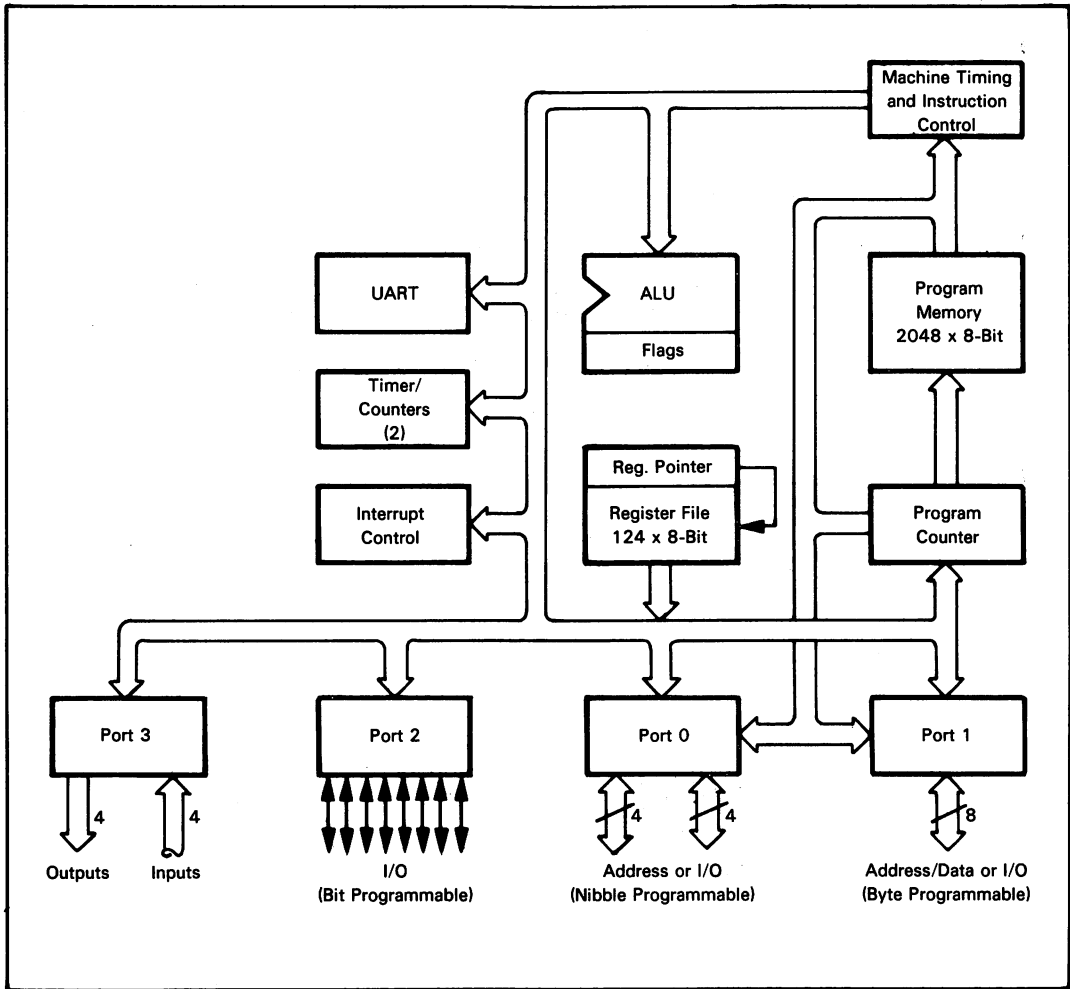 Machine Timing
and Instruction
Control
UART
ALU
Flags
Program
Memory
2048 x 8-Bit
Timer/
Counters
(2)
Reg. Pointer
Register File
124 x 8-Bit
Interrupt
Control
Program
Counter
Port 3
Port 2
Port 0
Port 1
4
4
4
4
8
Outputs
Inputs
I/O
(Bit Programmable)
Address or I/O
(Nibble Programmable)
Address/Data or I/O
(Byte Programmable)